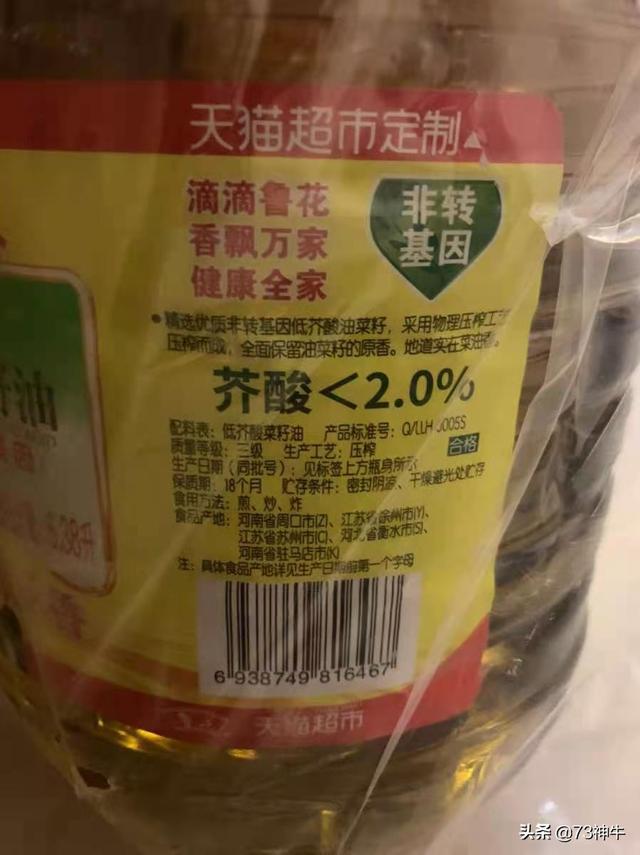 天猫超市定制
滴滴鲁花
香飘万家
健康全家
非转
基因
精选优质非转基因低芥酸油菜籽，采用物理压榨工艺
压榨而成，全面保留油菜籽的原香。地道实在菜油香。
芥酸＜2.0%
配料表：低芥酸菜籽油 产品标准号：Q/LLH 0005S
质量等级：三级 生产工艺：压榨
合格
生产日期（同批号）：见标签上方瓶身所示
保质期：18个月 贮存条件：密封阴凉、干燥避光处贮存
食用方法：煎、炒、炸
食品产地：河南省周口市(Z)、江苏省徐州市(Y)、
江苏省苏州市(C)、河北省衡水市(S)、
河南省驻马店市(K)
注：具体食品产地详见生产日期前第一个字母
6 938749 816467
天猫超市
5.38升
头条 @73神牛